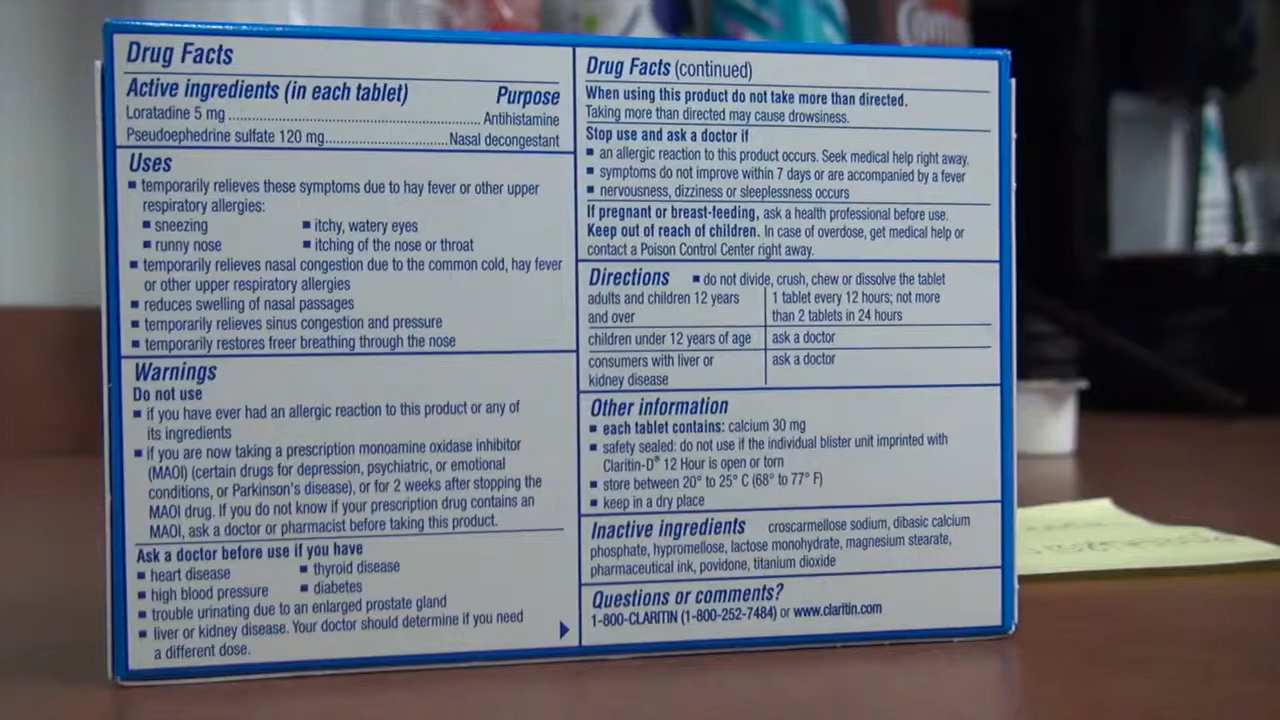 Drug Facts
Active ingredients (in each tablet) Purpose
Loratadine 5 mg ........ Antihistamine
Pseudoephedrine sulfate 120 mg........ Nasal decongestant
Uses
■ temporarily relieves these symptoms due to hay fever or other upper
respiratory allergies:
■ sneezing ■ itchy, watery eyes
■ runny nose ■ itching of the nose or throat
■ temporarily relieves nasal congestion due to the common cold, hay fever
or other upper respiratory allergies
■ reduces swelling of nasal passages
■ temporarily relieves sinus congestion and pressure
■ temporarily restores freer breathing through the nose
Warnings
Do not use
■ if you have ever had an allergic reaction to this product or any of
its ingredients
■ if you are now taking a prescription monoamine oxidase inhibitor
(MAOI) (certain drugs for depression, psychiatric, or emotional
conditions, or Parkinson's disease), or for 2 weeks after stopping the
MAOI drug. If you do not know if your prescription drug contains an
MAOI, ask a doctor or pharmacist before taking this product.
Ask a doctor before use if you have
■ heart disease ■ thyroid disease
■ high blood pressure ■ diabetes
■ trouble urinating due to an enlarged prostate gland
■ liver or kidney disease. Your doctor should determine if you need
a different dose.
Drug Facts (continued)
When using this product do not take more than directed.
Taking more than directed may cause drowsiness.
Stop use and ask a doctor if
■ an allergic reaction to this product occurs. Seek medical help right away.
■ symptoms do not improve within 7 days or are accompanied by a fever
■ nervousness, dizziness or sleeplessness occurs
If pregnant or breast-feeding, ask a health professional before use.
Keep out of reach of children. In case of overdose, get medical help or
contact a Poison Control Center right away.
Directions ■ do not divide, crush, chew or dissolve the tablet
adults and children 12 years 1 tablet every 12 hours; not more
and over than 2 tablets in 24 hours
children under 12 years of age ask a doctor
consumers with liver or ask a doctor
kidney disease
Other information
■ each tablet contains: calcium 30 mg
■ safety sealed: do not use if the individual blister unit imprinted with
Claritin-D® 12 Hour is open or torn
■ store between 20° to 25° C (68° to 77° F)
■ keep in a dry place
Inactive ingredients croscarmellose sodium, dibasic calcium
phosphate, hypromellose, lactose monohydrate, magnesium stearate,
pharmaceutical ink, povidone, titanium dioxide
Questions or comments?
1-800-CLARITIN (1-800-252-7484) or www.claritin.com